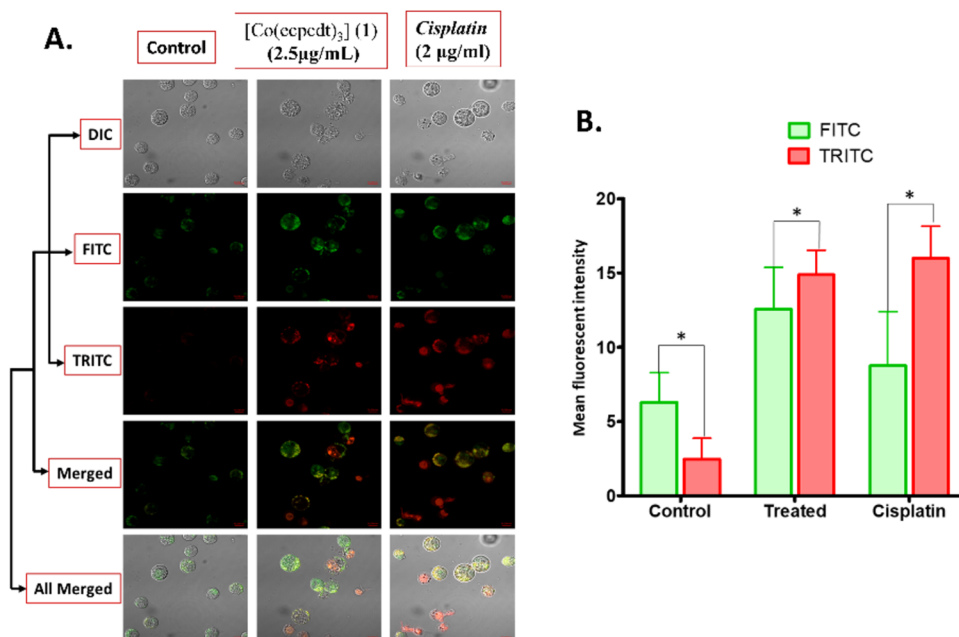 A.
Control
[Co(ecpcdt)₃] (1)
(2.5µg/mL)
Cisplatin
(2 µg/ml)
DIC
FITC
TRITC
Merged
All Merged
B.
FITC
TRITC
Mean fluorescent intensity
20
15
10
5
0
*
*
*
Control
Treated
Cisplatin